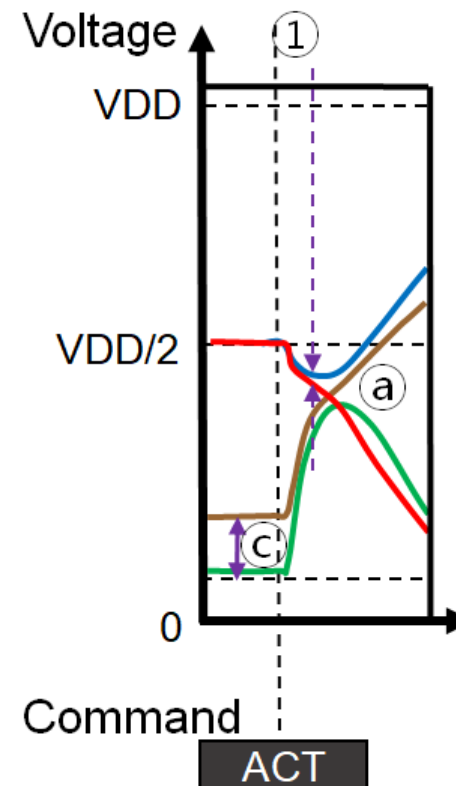 Voltage
①
VDD
VDD/2
ⓐ
ⓒ
0
Command
ACT